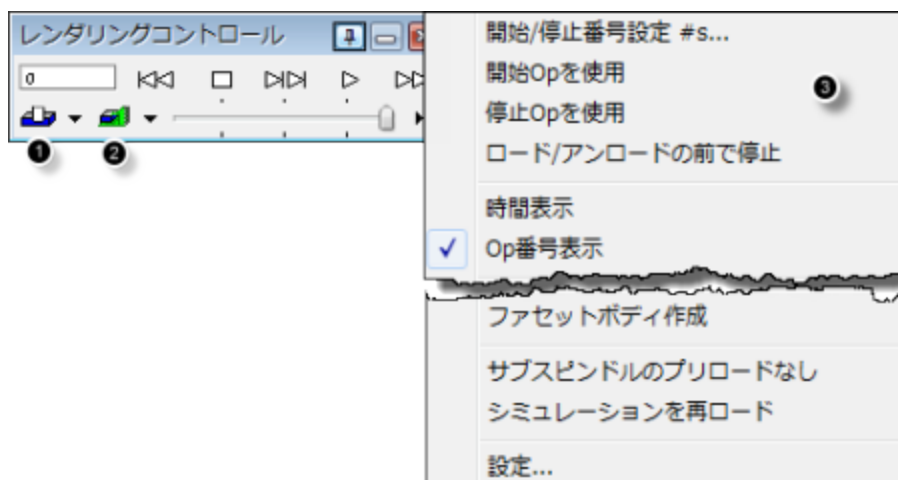 レンダリングコントロール
0
1
2
開始/停止番号設定 #s...
開始Opを使用
3
停止Opを使用
ロード/アンロードの前で停止
時間表示
Op番号表示
ファセットボディ作成
サブスピンドルのプリロードなし
シミュレーションを再ロード
設定...